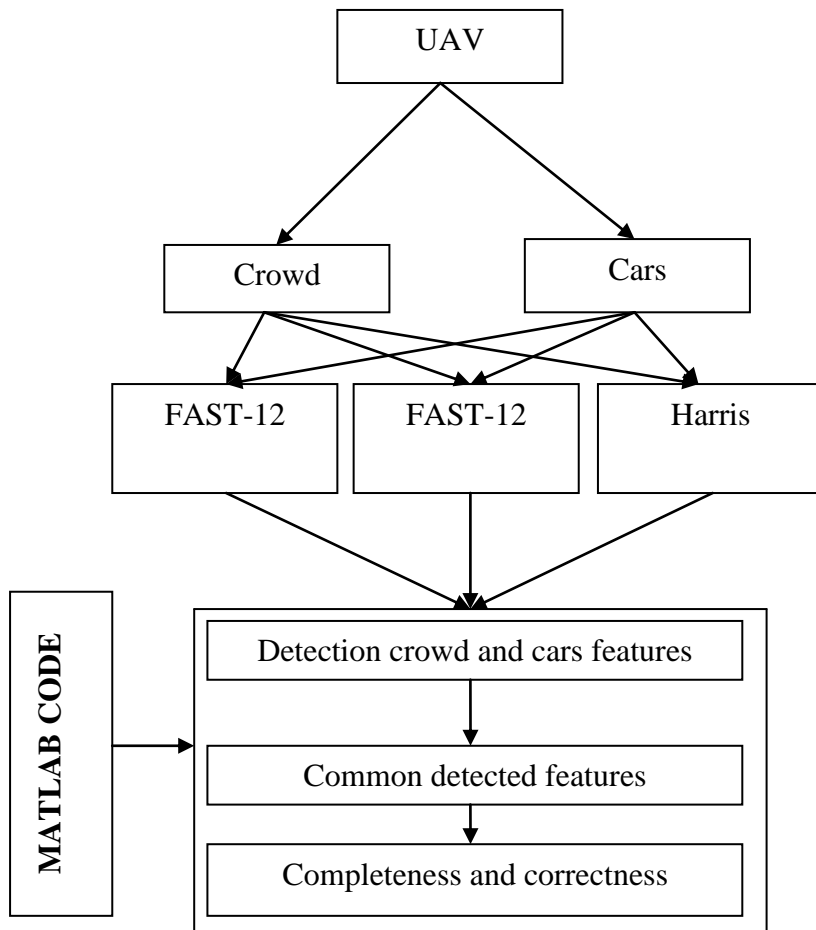 UAV
Crowd
Cars
FAST-12
FAST-12
Harris
MATLAB CODE
Detection crowd and cars features
Common detected features
Completeness and correctness